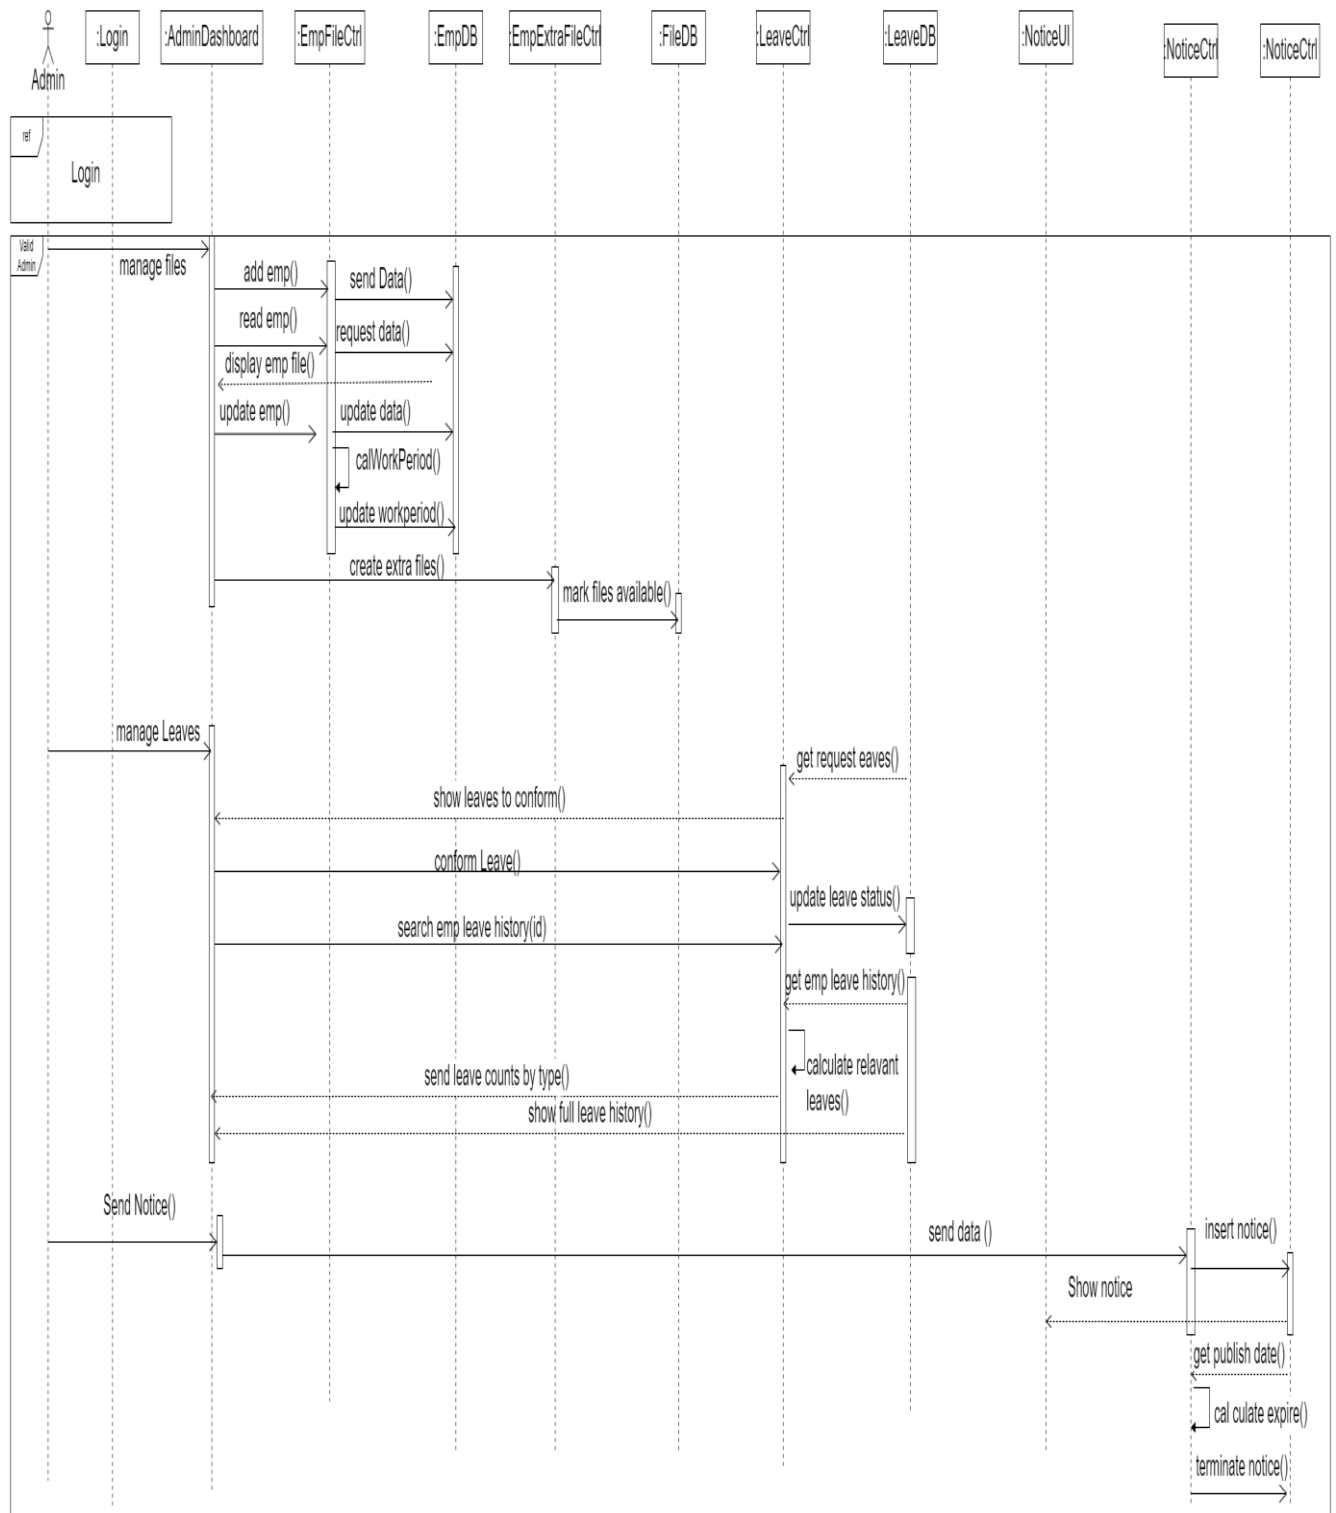 :Login
:AdminDashboard
:EmpFileCtrl
:EmpDB
:EmpExtraFileCtrl
:FileDB
:LeaveCtrl
:LeaveDB
:NoticeUI
:NoticeCtrl
:NoticeCtrl
Admin
ref
Login
Valid
Admin
manage files
add emp()
send Data()
read emp()
request data()
display emp file()
update emp()
update data()
calWorkPeriod()
update workperiod()
create extra files()
mark files available()
manage Leaves
get request eaves()
show leaves to conform()
conform Leave()
update leave status()
search emp leave history(id)
get emp leave history()
calculate relavant
leaves()
send leave counts by type()
show full leave history()
Send Notice()
send data ()
insert notice()
Show notice
get publish date()
cal culate expire()
terminate notice()